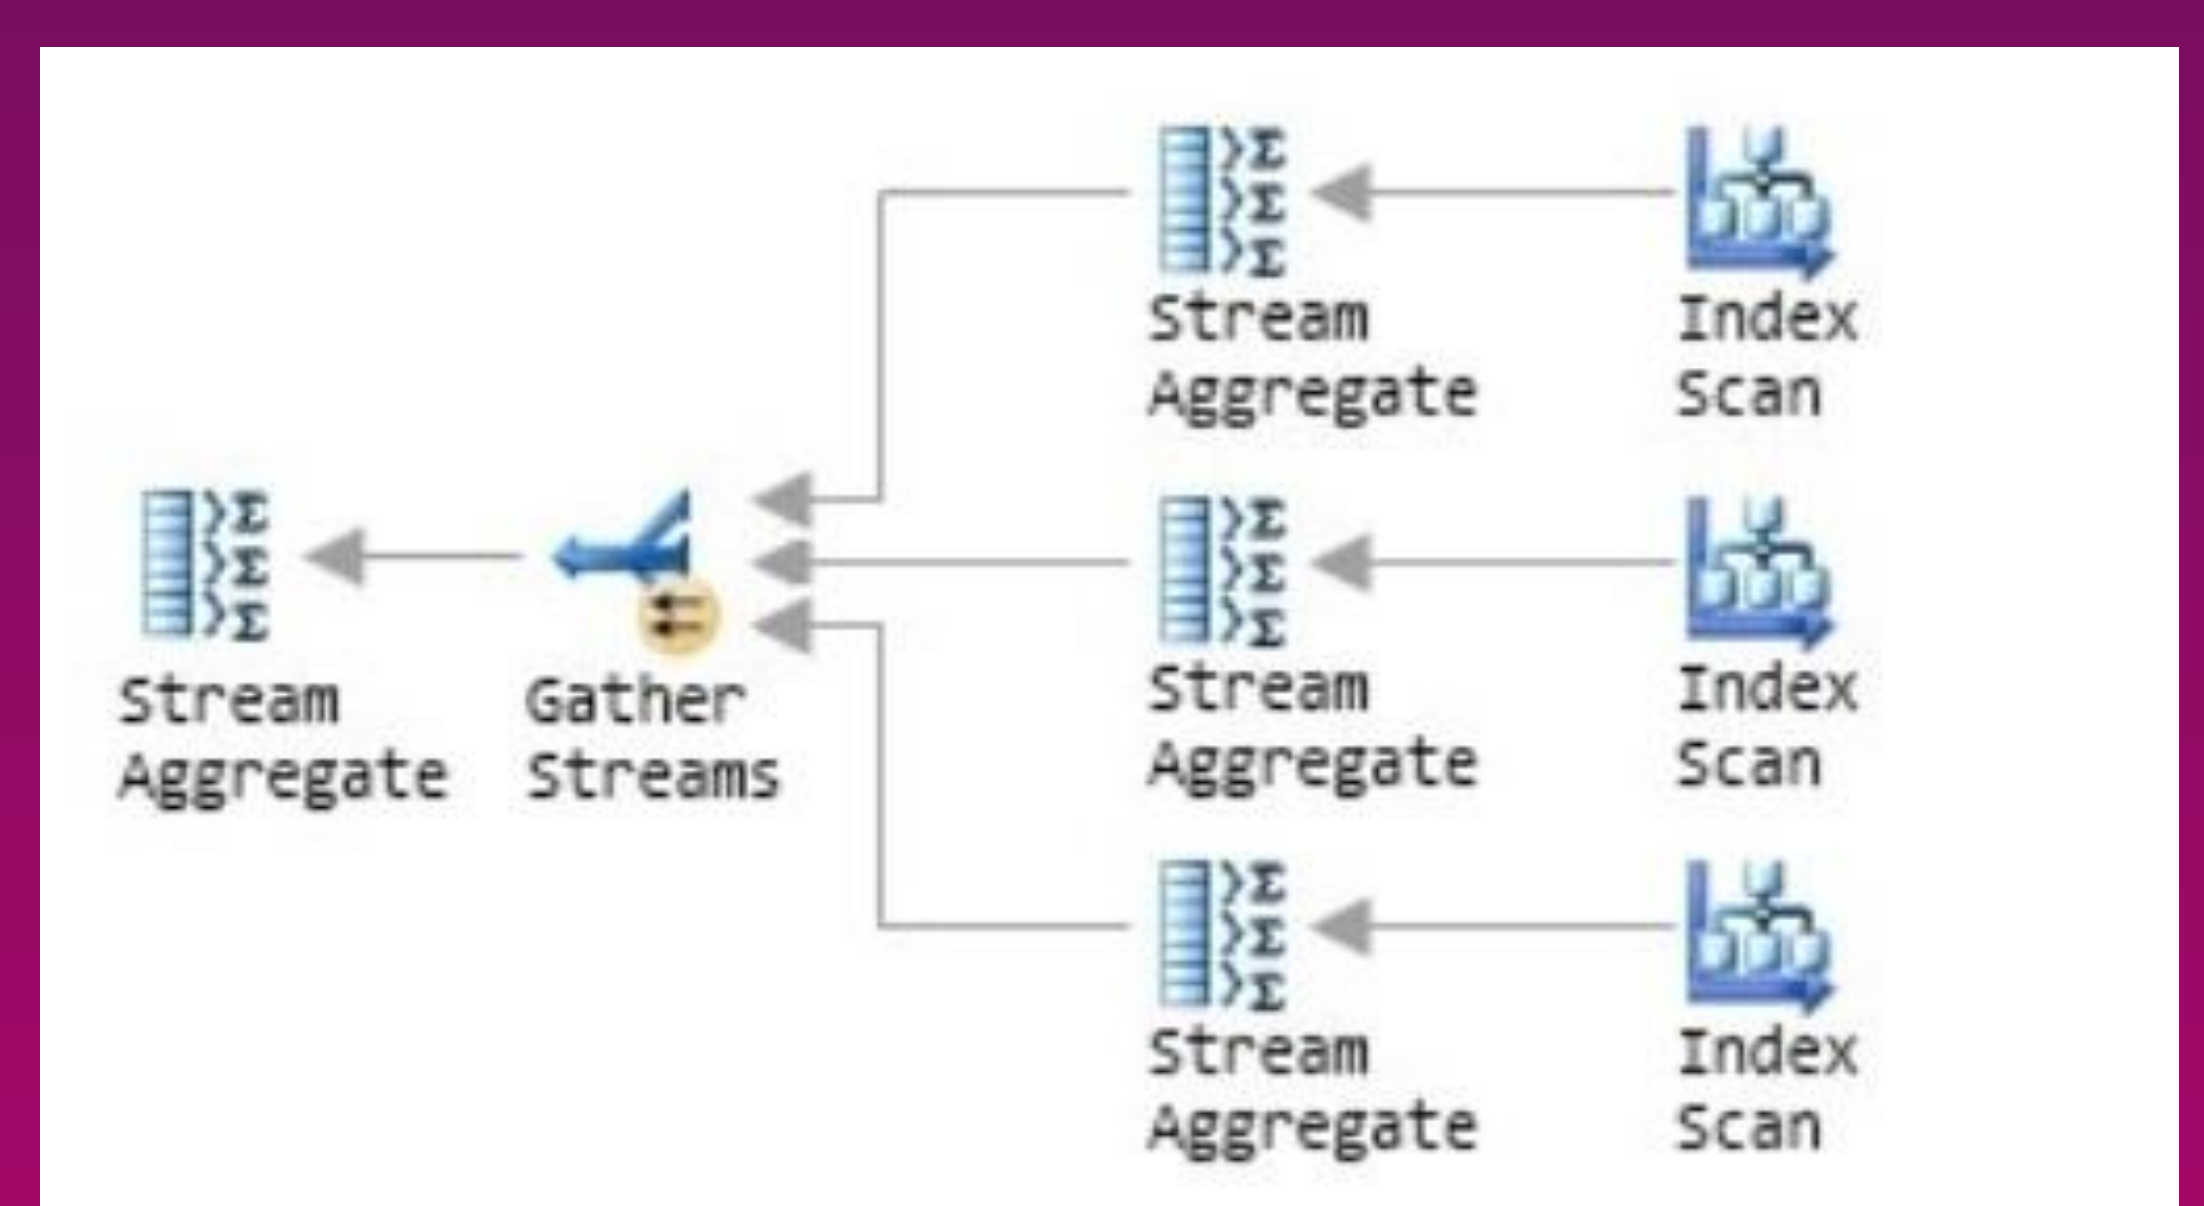 Stream
Aggregate
Index
Scan
Stream
Aggregate
Gather
Streams
Stream
Aggregate
Index
Scan
Stream
Aggregate
Index
Scan